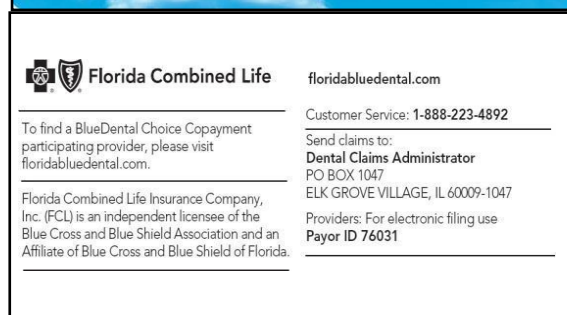 Florida Combined Life
To find a BlueDental Choice Copayment
participating provider, please visit
floridabluedental.com.
Florida Combined Life Insurance Company,
Inc. (FCL) is an independent licensee of the
Blue Cross and Blue Shield Association and an
Affiliate of Blue Cross and Blue Shield of Florida.
floridabluedental.com
Customer Service: 1-888-223-4892
Send claims to:
Dental Claims Administrator
PO BOX 1047
ELK GROVE VILLAGE, IL 60009-1047
Providers: For electronic filing use
Payor ID 76031